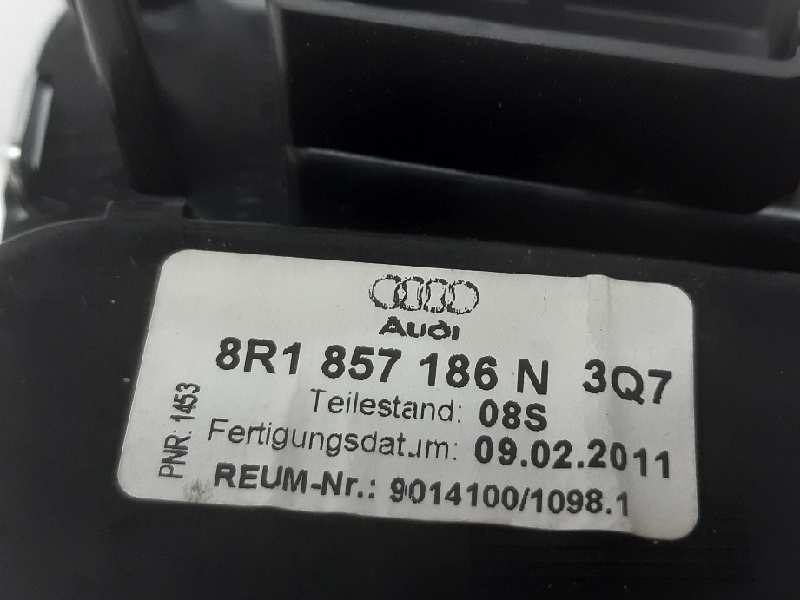 Audi
8R1 857 186 N 3Q7
Teilestand: 08S
Fertigungsdatum: 09.02.2011
REUM-Nr.: 9014100/1098.1
PNR: 1453